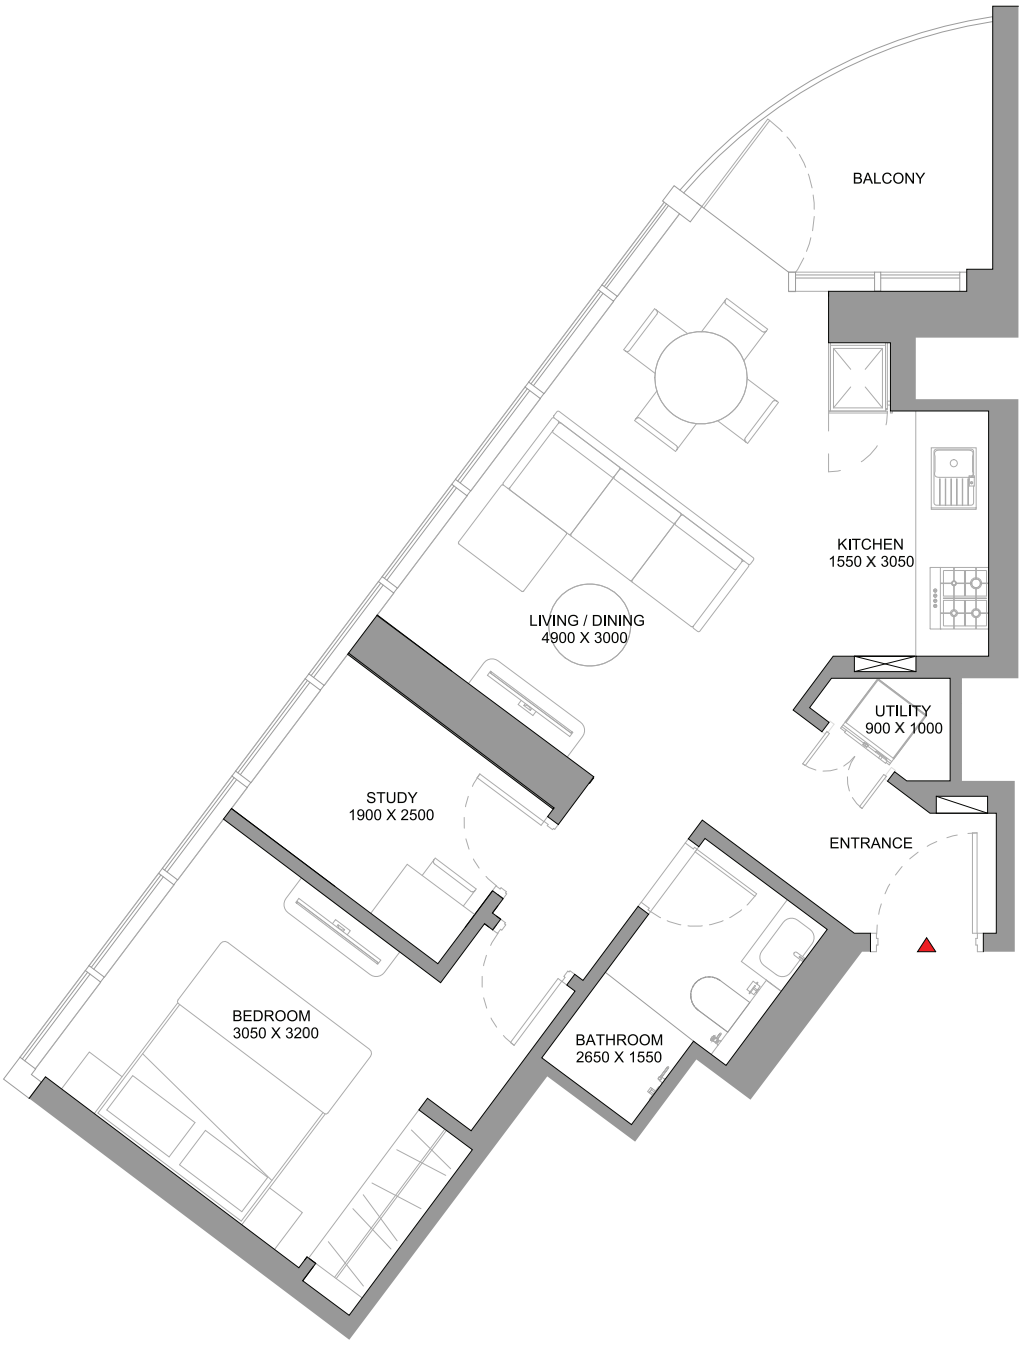 BALCONY
KITCHEN
1550 X 3050
LIVING / DINING
4900 X 3000
UTILITY
900 X 1000
STUDY
1900 X 2500
ENTRANCE
BEDROOM
3050 X 3200
BATHROOM
2650 X 1550